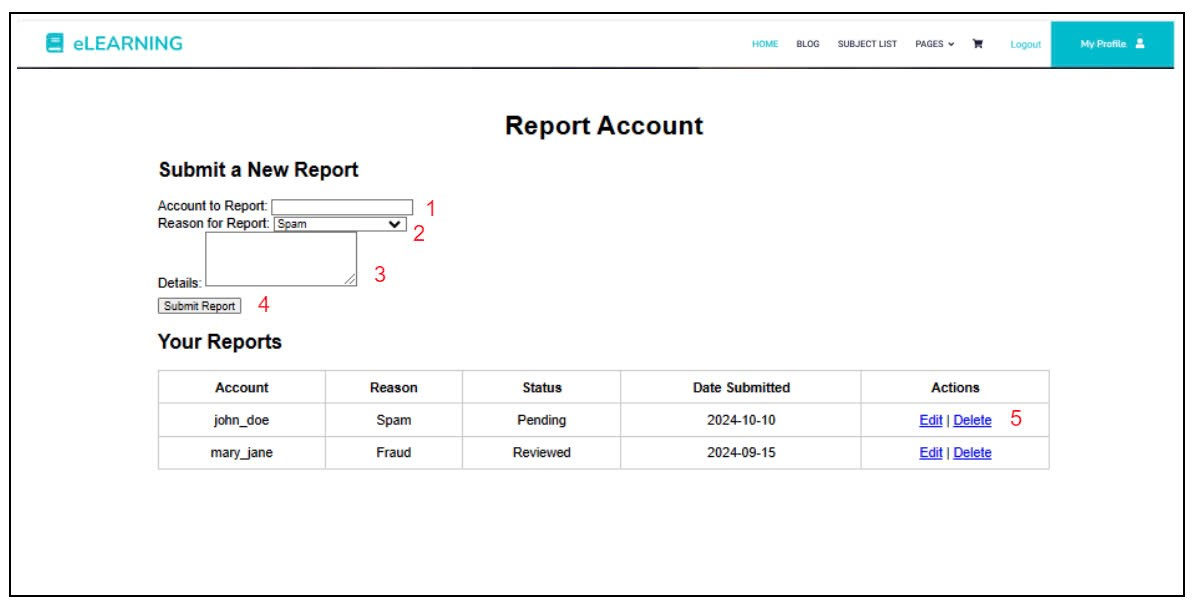 eLEARNING HOME BLOG SUBJECT LIST PAGES Logout My Profile
Report Account
Submit a New Report
Account to Report: 1
Reason for Report: Spam 2
Details: 3
Submit Report 4
Your Reports
Account Reason Status Date Submitted Actions
john_doe Spam Pending 2024-10-10 Edit | Delete 5
mary_jane Fraud Reviewed 2024-09-15 Edit | Delete